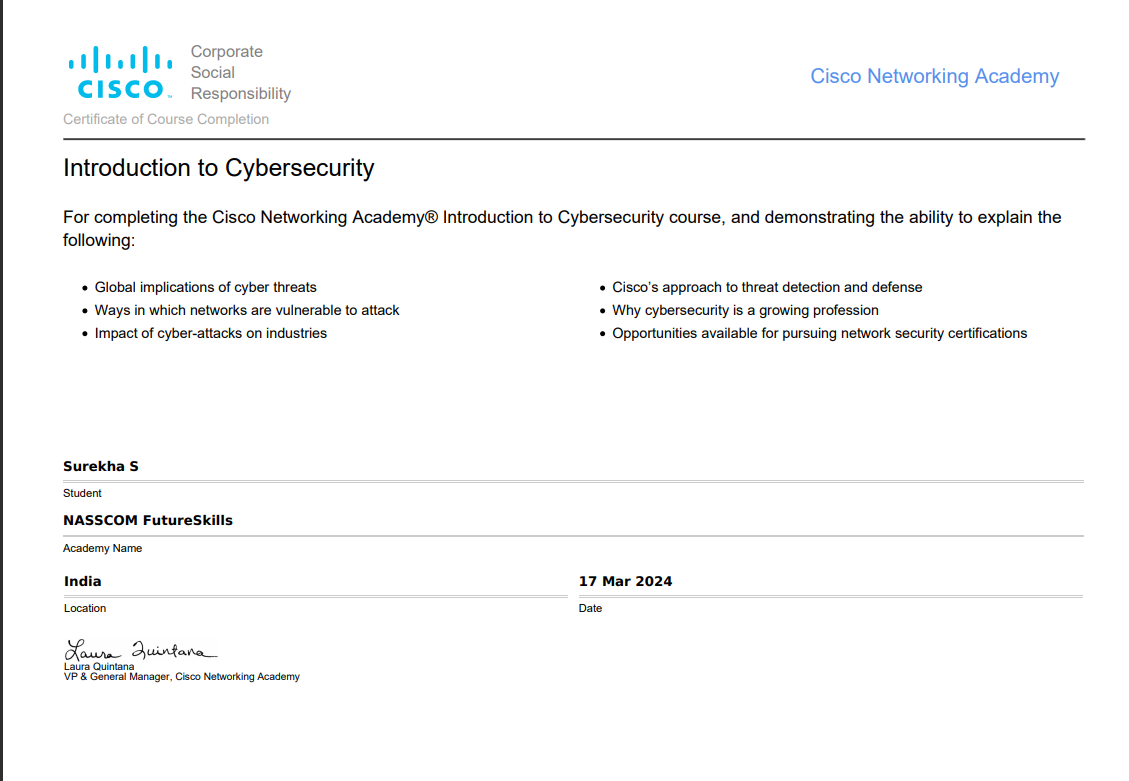 Corporate
Social
Responsibility
CISCO™
Cisco Networking Academy
Certificate of Course Completion
Introduction to Cybersecurity
For completing the Cisco Networking Academy® Introduction to Cybersecurity course, and demonstrating the ability to explain the
following:
• Global implications of cyber threats
• Ways in which networks are vulnerable to attack
• Impact of cyber-attacks on industries
• Cisco’s approach to threat detection and defense
• Why cybersecurity is a growing profession
• Opportunities available for pursuing network security certifications
Surekha S
Student
NASSCOM FutureSkills
Academy Name
India
Location
17 Mar 2024
Date
Laura Quintana
Laura Quintana
VP & General Manager, Cisco Networking Academy